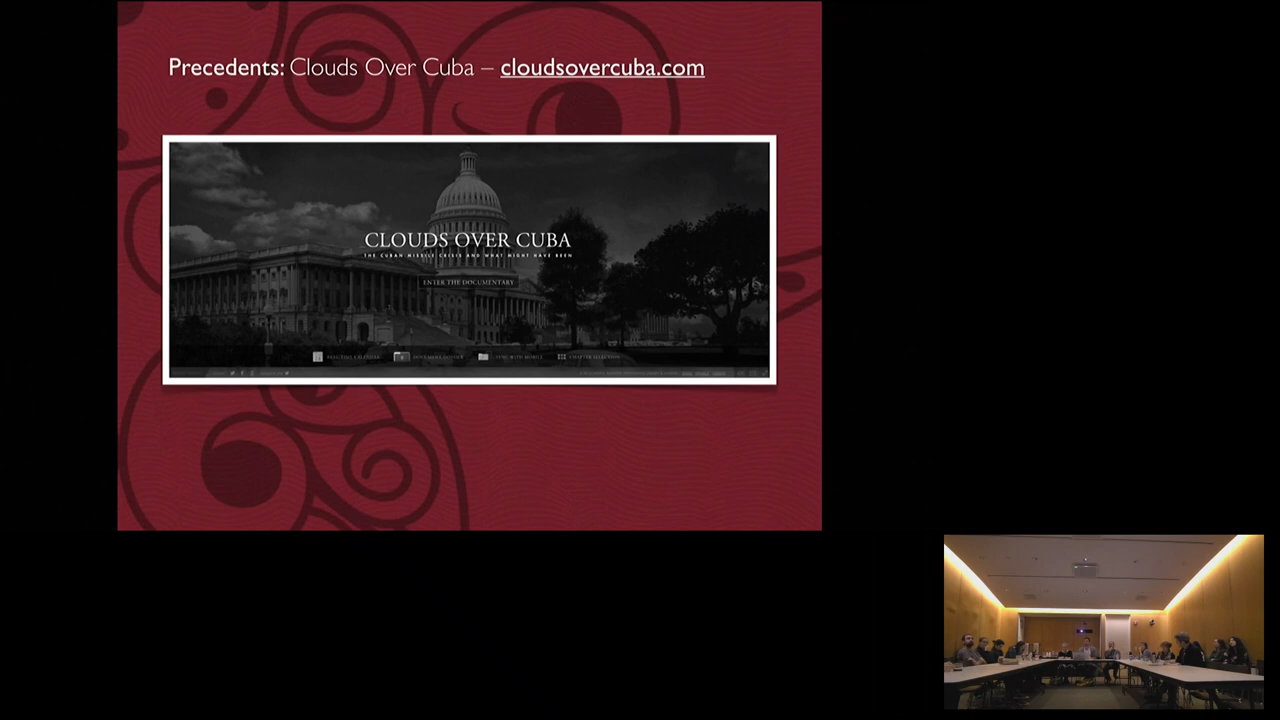 Precedents: Clouds Over Cuba – cloudsovercuba.com
CLOUDS OVER CUBA
THE CUBAN MISSILE CRISIS AND WHAT MIGHT HAVE BEEN
ENTER THE DOCUMENTARY